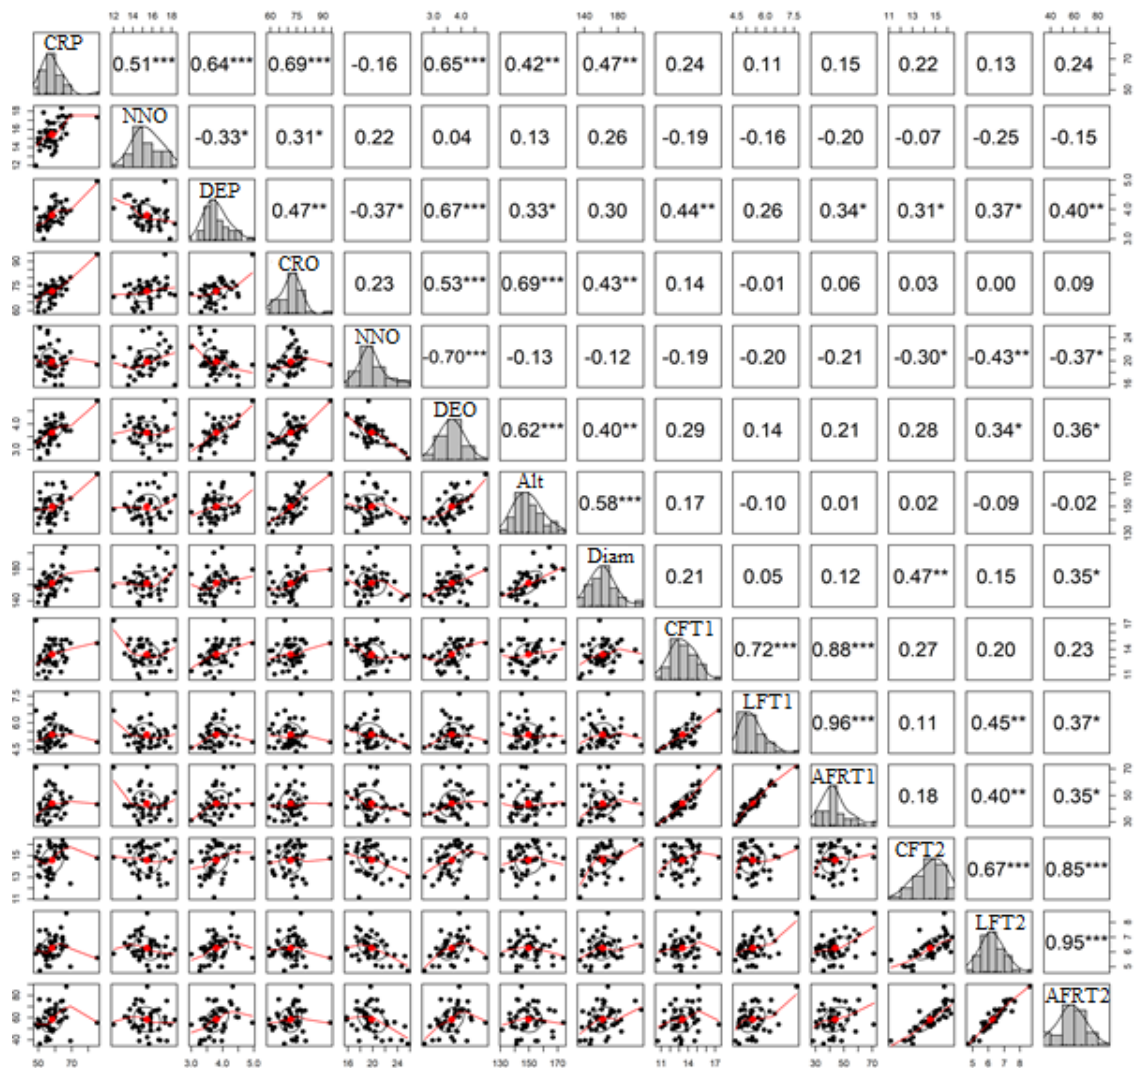 12 14 16 18 60 75 90 3.0 4.0 140 180 4.5 6.0 7.5 11 13 15 40 60 80
CRP 0.51*** 0.64*** 0.69*** -0.16 0.65*** 0.42** 0.47** 0.24 0.11 0.15 0.22 0.13 0.24 50 70
12 14 16 18 NNO -0.33* 0.31* 0.22 0.04 0.13 0.26 -0.19 -0.16 -0.20 -0.07 -0.25 -0.15
DEP 0.47** -0.37* 0.67*** 0.33* 0.30 0.44** 0.26 0.34* 0.31* 0.37* 0.40** 3.0 4.0 5.0
60 75 90 CRO 0.23 0.53*** 0.69*** 0.43** 0.14 -0.01 0.06 0.03 0.00 0.09
NNO -0.70*** -0.13 -0.12 -0.19 -0.20 -0.21 -0.30* -0.43** -0.37* 16 20 24
3.0 4.0 DEO 0.62*** 0.40** 0.29 0.14 0.21 0.28 0.34* 0.36*
Alt 0.58*** 0.17 -0.10 0.01 0.02 -0.09 -0.02 130 150 170
140 180 Diam 0.21 0.05 0.12 0.47** 0.15 0.35*
CFT1 0.72*** 0.88*** 0.27 0.20 0.23 11 14 17
4.5 6.0 7.5 LFT1 0.96*** 0.11 0.45** 0.37*
AFRT1 0.18 0.40** 0.35* 30 50 70
11 13 15 CFT2 0.67*** 0.85***
LFT2 0.95*** 5 6 7 8
40 60 80 AFRT2
50 70 3.0 4.0 5.0 16 20 24 130 150 170 11 14 17 30 50 70 5 6 7 8